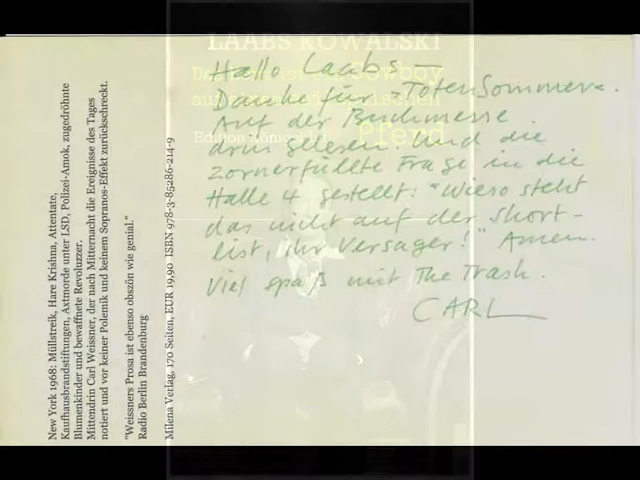 LAABS KOWALSKI
Pferd
Hallo Laabs —
Danke für »TotenSommer«.
Auf der Buchmesse
drin gelesen. Und die
zornerfüllte Frage in die
Halle 4 gestellt: "Wieso steht
das nicht auf der Short-
list, ihr Versager!" Amen.
Viel Spaß mit The Trash.
CARL
New York 1968: Müllstreik, Hare Krishna, Attentate,
Kaufhausbrandstiftungen, Actmorde unter LSD, Polizei-Amok, zugedröhnte
Blumenkinder und bewaffnete Revoluzzer.
Mittendrin Carl Weissner, der nach Mitternacht die Ereignisse des Tages
notiert und vor keiner Polemik und keinem Sopranos-Effekt zurückschreckt.
"Weissners Prosa ist ebenso obszön wie genial."
Radio Berlin Brandenburg
Milena Verlag, 170 Seiten, EUR 19,90 ISBN 978-3-85286-214-9